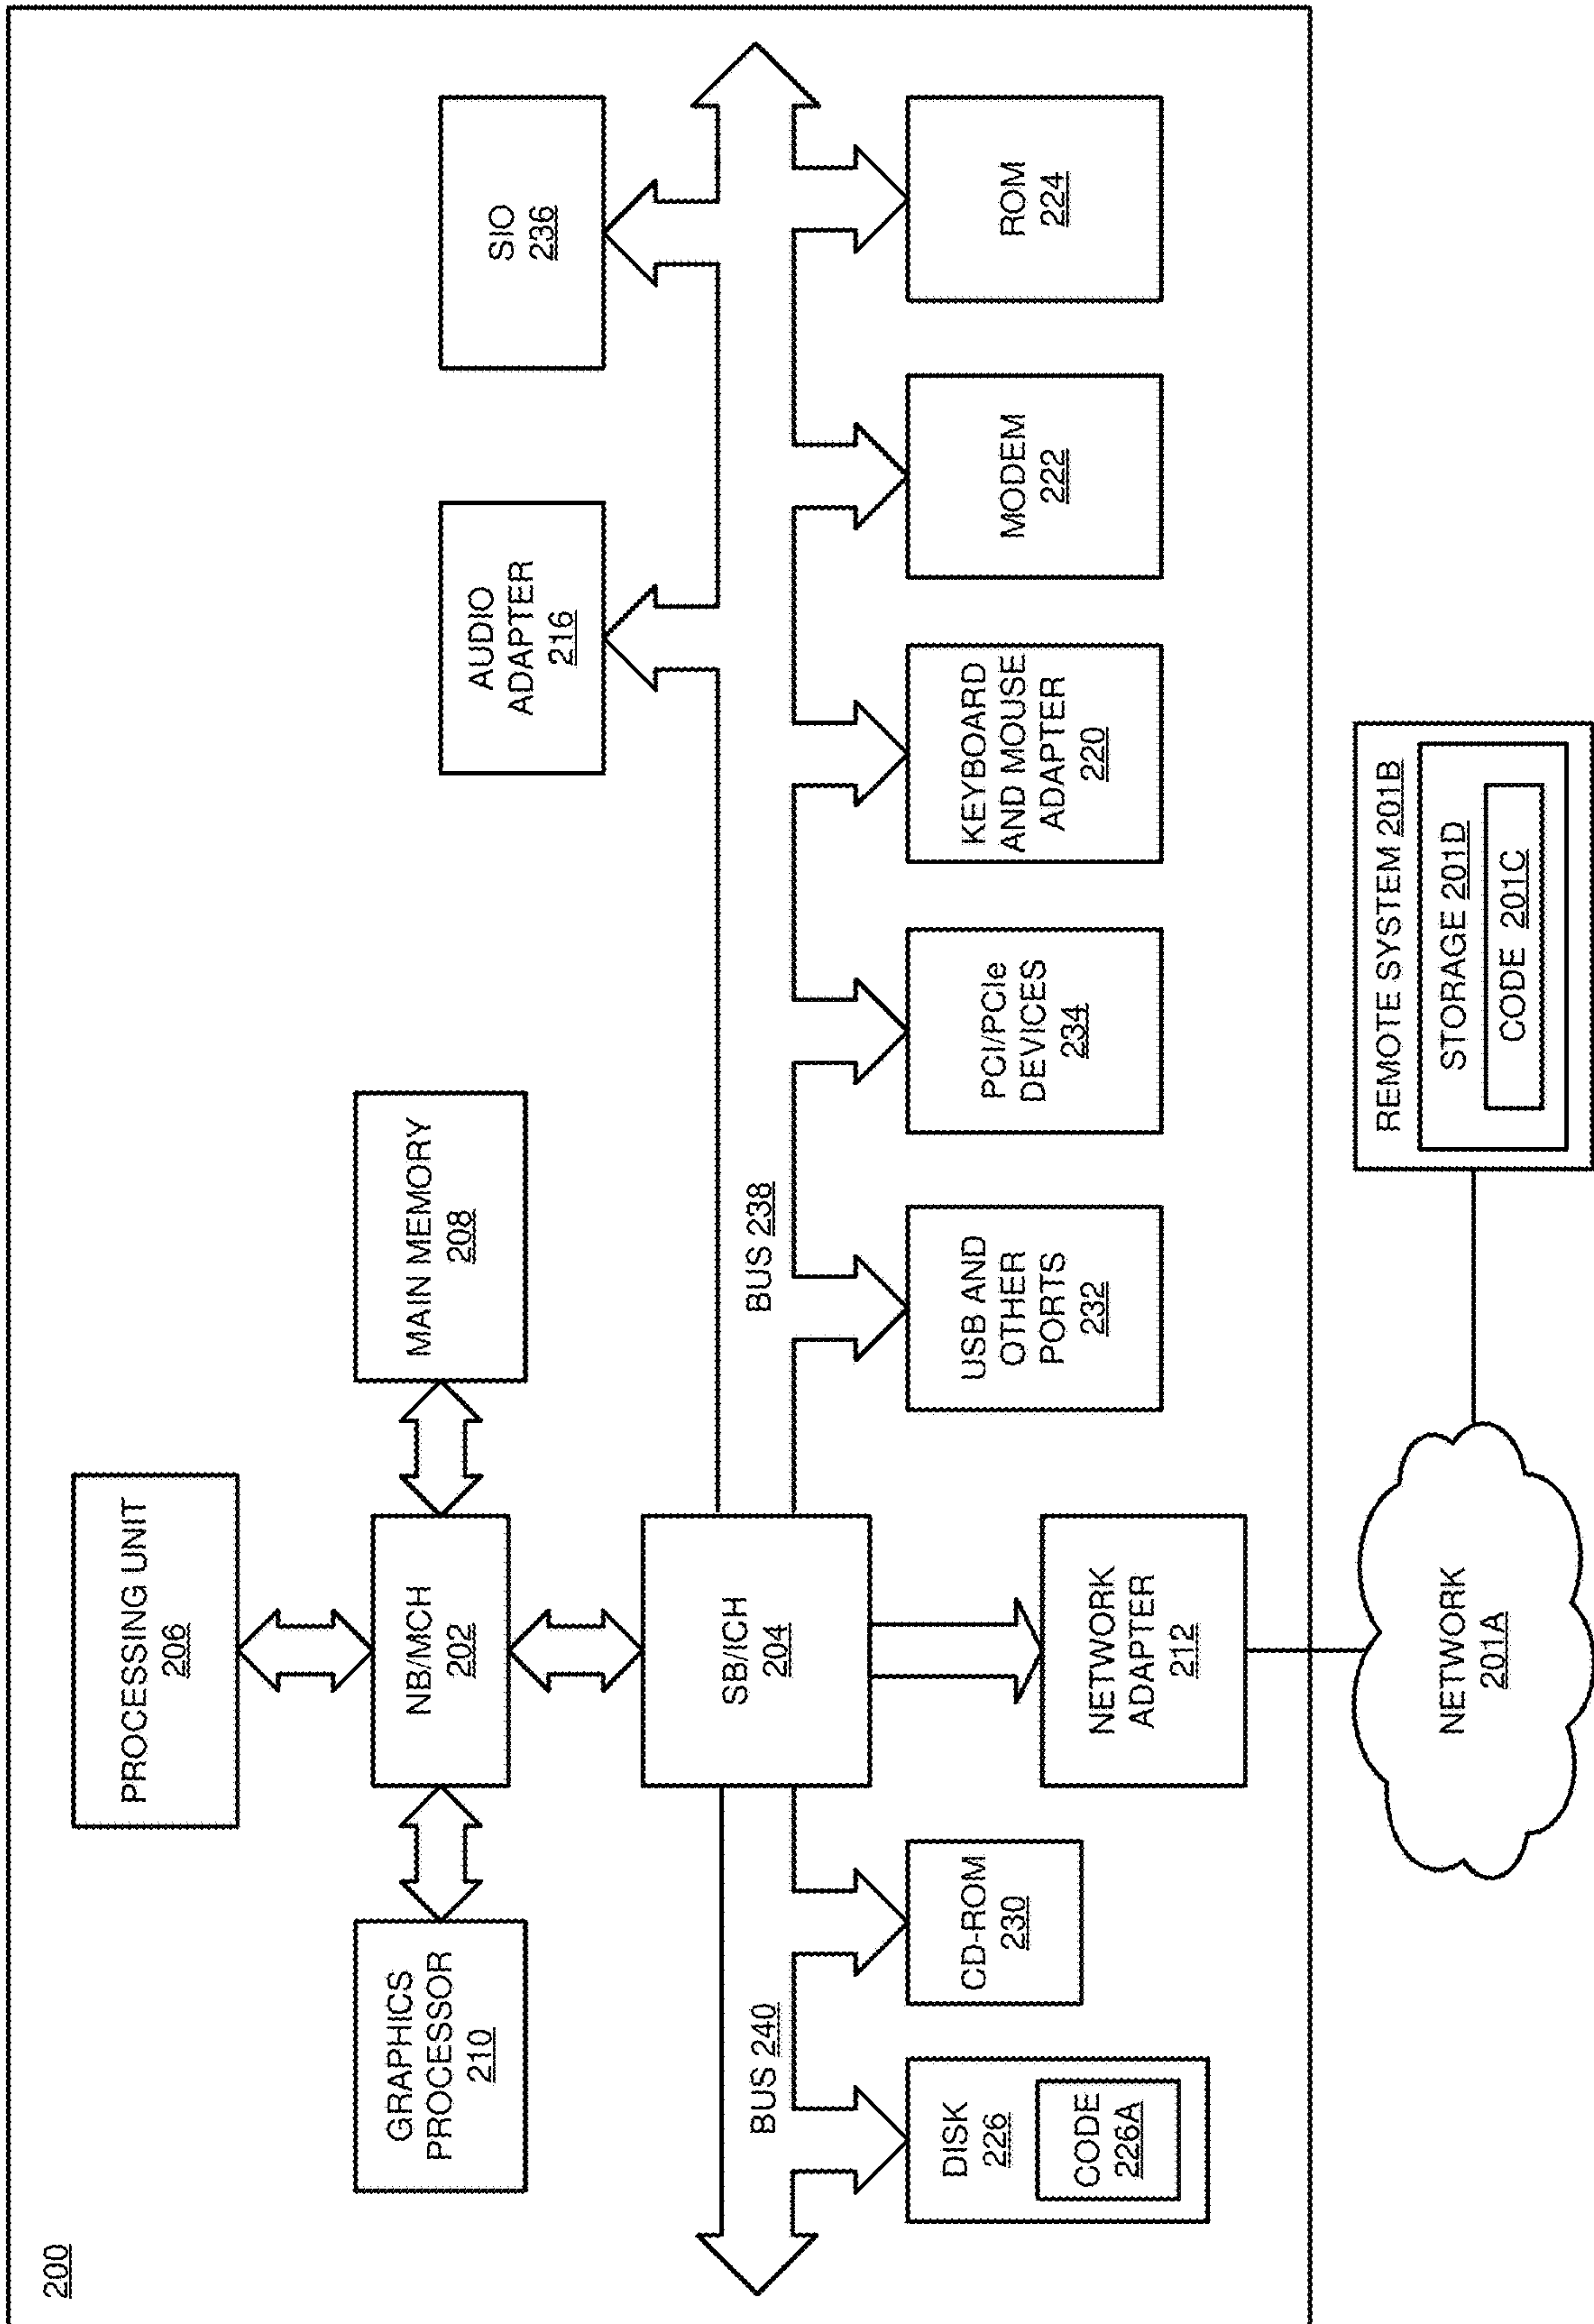 200
PROCESSING UNIT
206
GRAPHICS
PROCESSOR
210
NB/MCH
202
MAIN MEMORY
208
AUDIO
ADAPTER
216
SIO
236
SB/ICH
204
BUS 240
BUS 238
DISK
226
CODE
226A
CD-ROM
230
NETWORK
ADAPTER
212
USB AND
OTHER
PORTS
232
PCI/PCIe
DEVICES
234
KEYBOARD
AND MOUSE
ADAPTER
220
MODEM
222
ROM
224
NETWORK
201A
REMOTE SYSTEM 201B
STORAGE 201D
CODE 201C